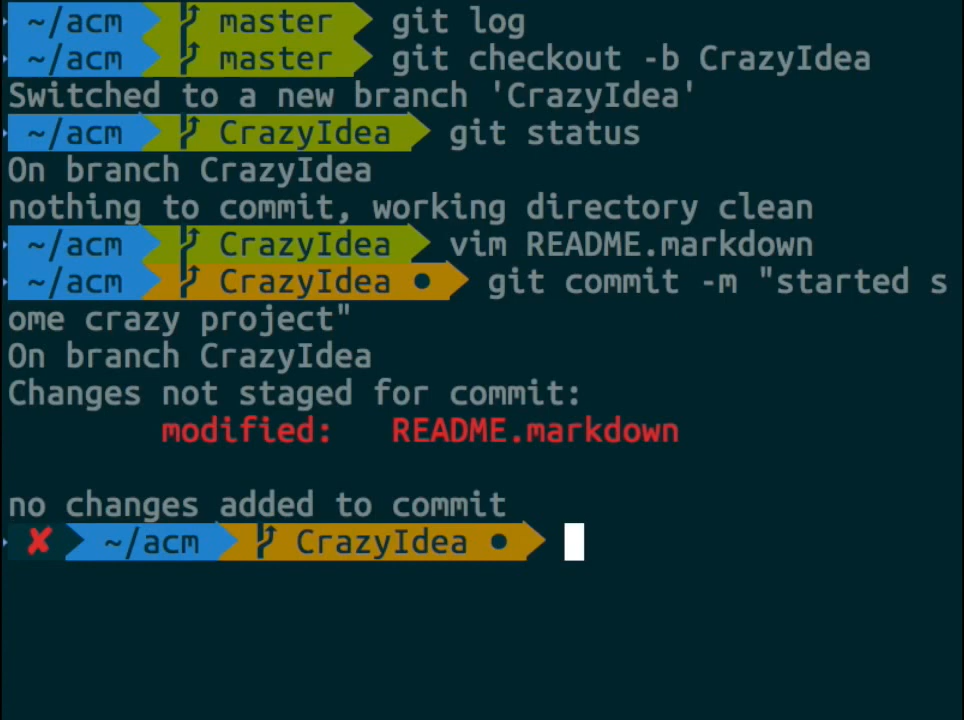 ~/acm master git log
~/acm master git checkout -b CrazyIdea
Switched to a new branch 'CrazyIdea'
~/acm CrazyIdea git status
On branch CrazyIdea
nothing to commit, working directory clean
~/acm CrazyIdea vim README.markdown
~/acm CrazyIdea ● git commit -m "started s
ome crazy project"
On branch CrazyIdea
Changes not staged for commit:
modified: README.markdown
no changes added to commit
✘ ~/acm CrazyIdea ●